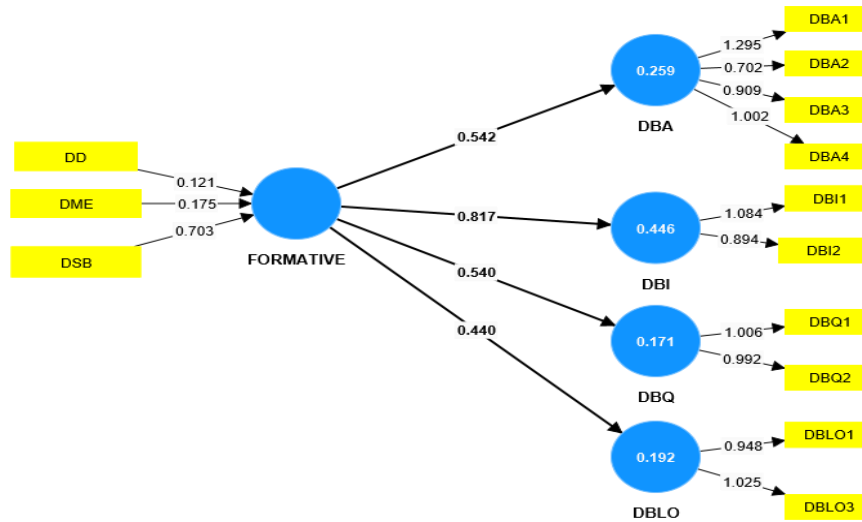 DD
DME
DSB
0.121
0.175
0.703
FORMATIVE
0.542
0.817
0.540
0.440
0.259
DBA
1.295
0.702
0.909
1.002
DBA1
DBA2
DBA3
DBA4
0.446
DBI
1.084
0.894
DBI1
DBI2
0.171
DBQ
1.006
0.992
DBQ1
DBQ2
0.192
DBLO
0.948
1.025
DBLO1
DBLO3